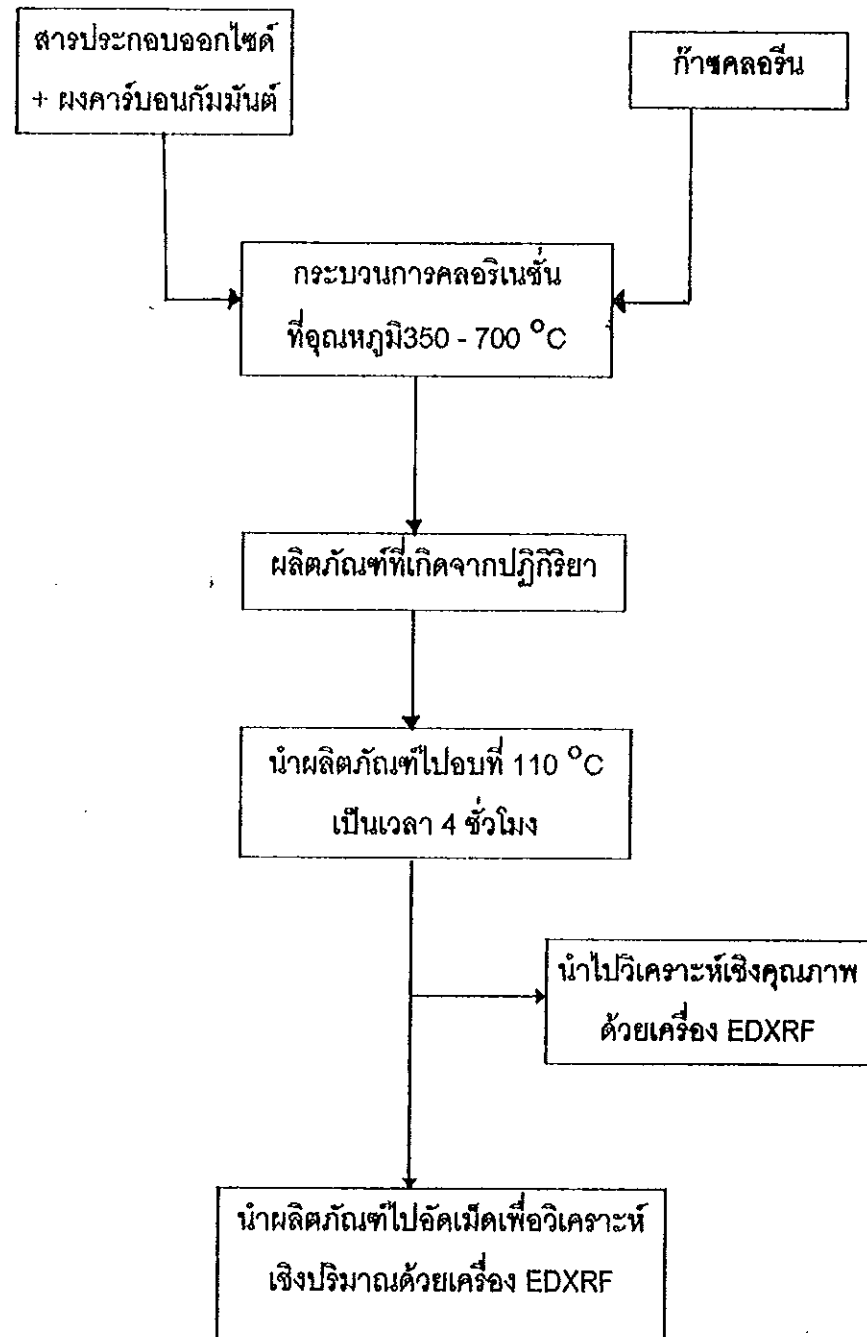 สารประกอบออกไซด์
+ ผงคาร์บอนกัมมันต์
ก๊าซคลอรีน
กระบวนการคลอริเนชั่น
ที่อุณหภูมิ350 - 700 °C
ผลิตภัณฑ์ที่เกิดจากปฏิกิริยา
นำผลิตภัณฑ์ไปอบที่ 110 °C
เป็นเวลา 4 ชั่วโมง
นำไปวิเคราะห์เชิงคุณภาพ
ด้วยเครื่อง EDXRF
นำผลิตภัณฑ์ไปอัดเม็ดเพื่อวิเคราะห์
เชิงปริมาณด้วยเครื่อง EDXRF